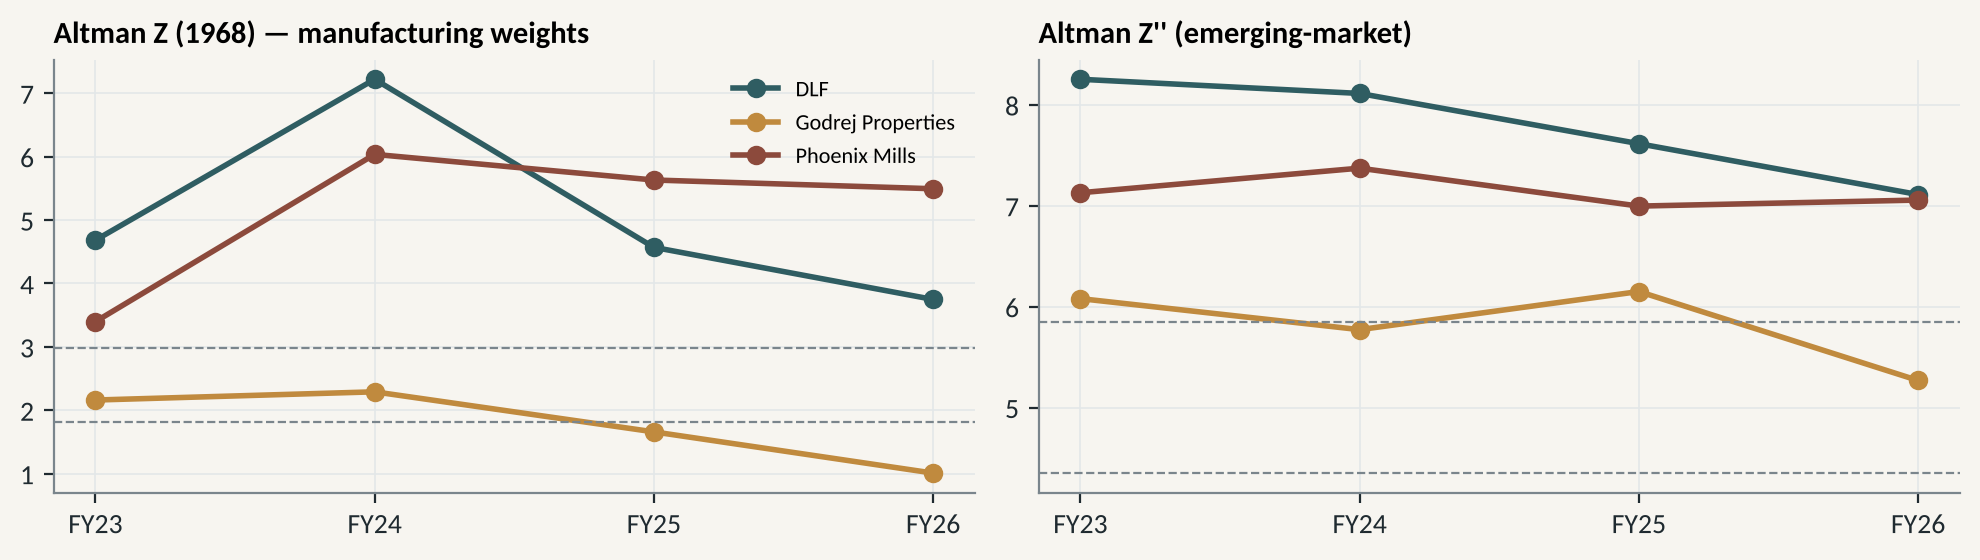 Altman Z (1968) — manufacturing weights
7
6
5
4
3
2
1
DLF
Godrej Properties
Phoenix Mills
FY23 FY24 FY25 FY26
Altman Z'' (emerging-market)
8
7
6
5
FY23 FY24 FY25 FY26